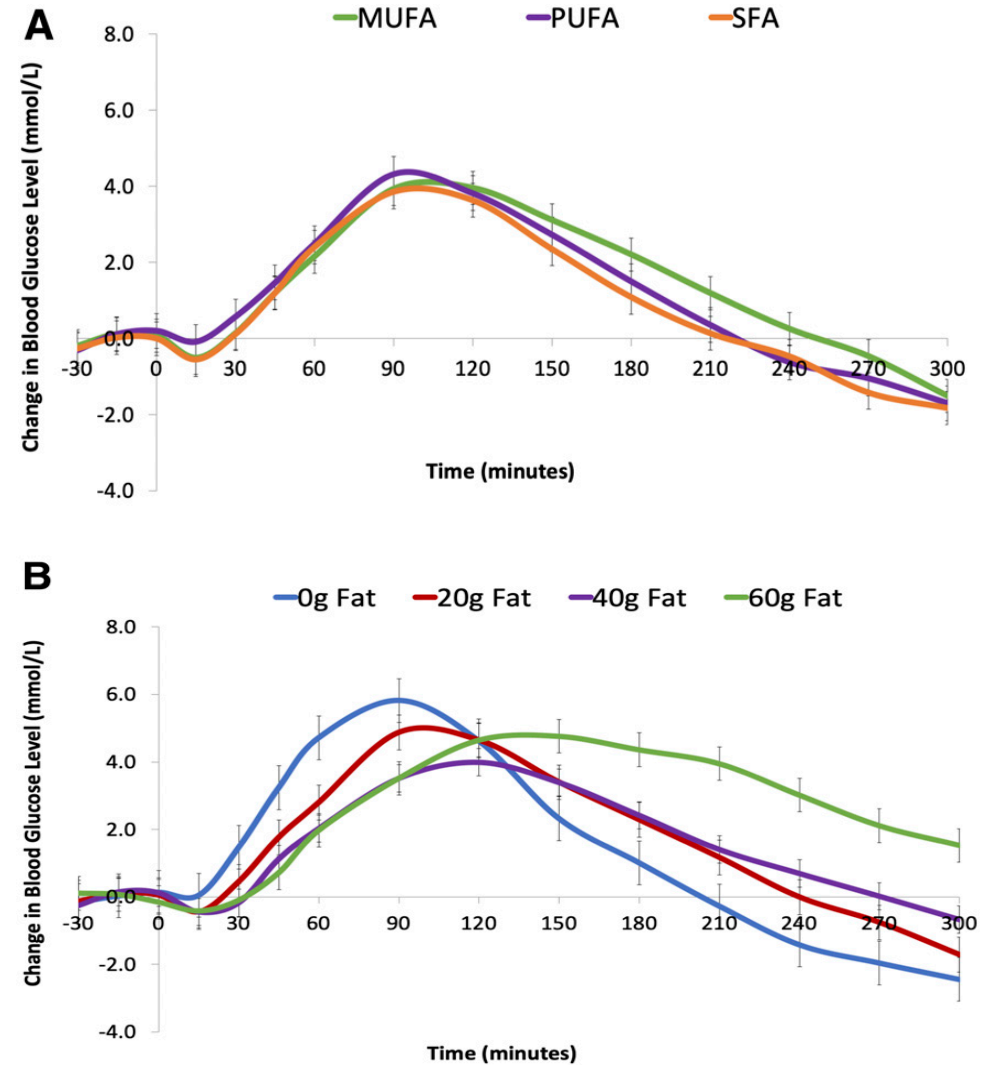 A
MUFA PUFA SFA
Change in Blood Glucose Level (mmol/L)
8.0
6.0
4.0
2.0
0.0
-30 0 30 60 90 120 150 180 210 240 270 300
-2.0
-4.0
Time (minutes)
B
0g Fat 20g Fat 40g Fat 60g Fat
Change in Blood Glucose Level (mmol/L)
8.0
6.0
4.0
2.0
0.0
-30 0 30 60 90 120 150 180 210 240 270 300
-2.0
-4.0
Time (minutes)